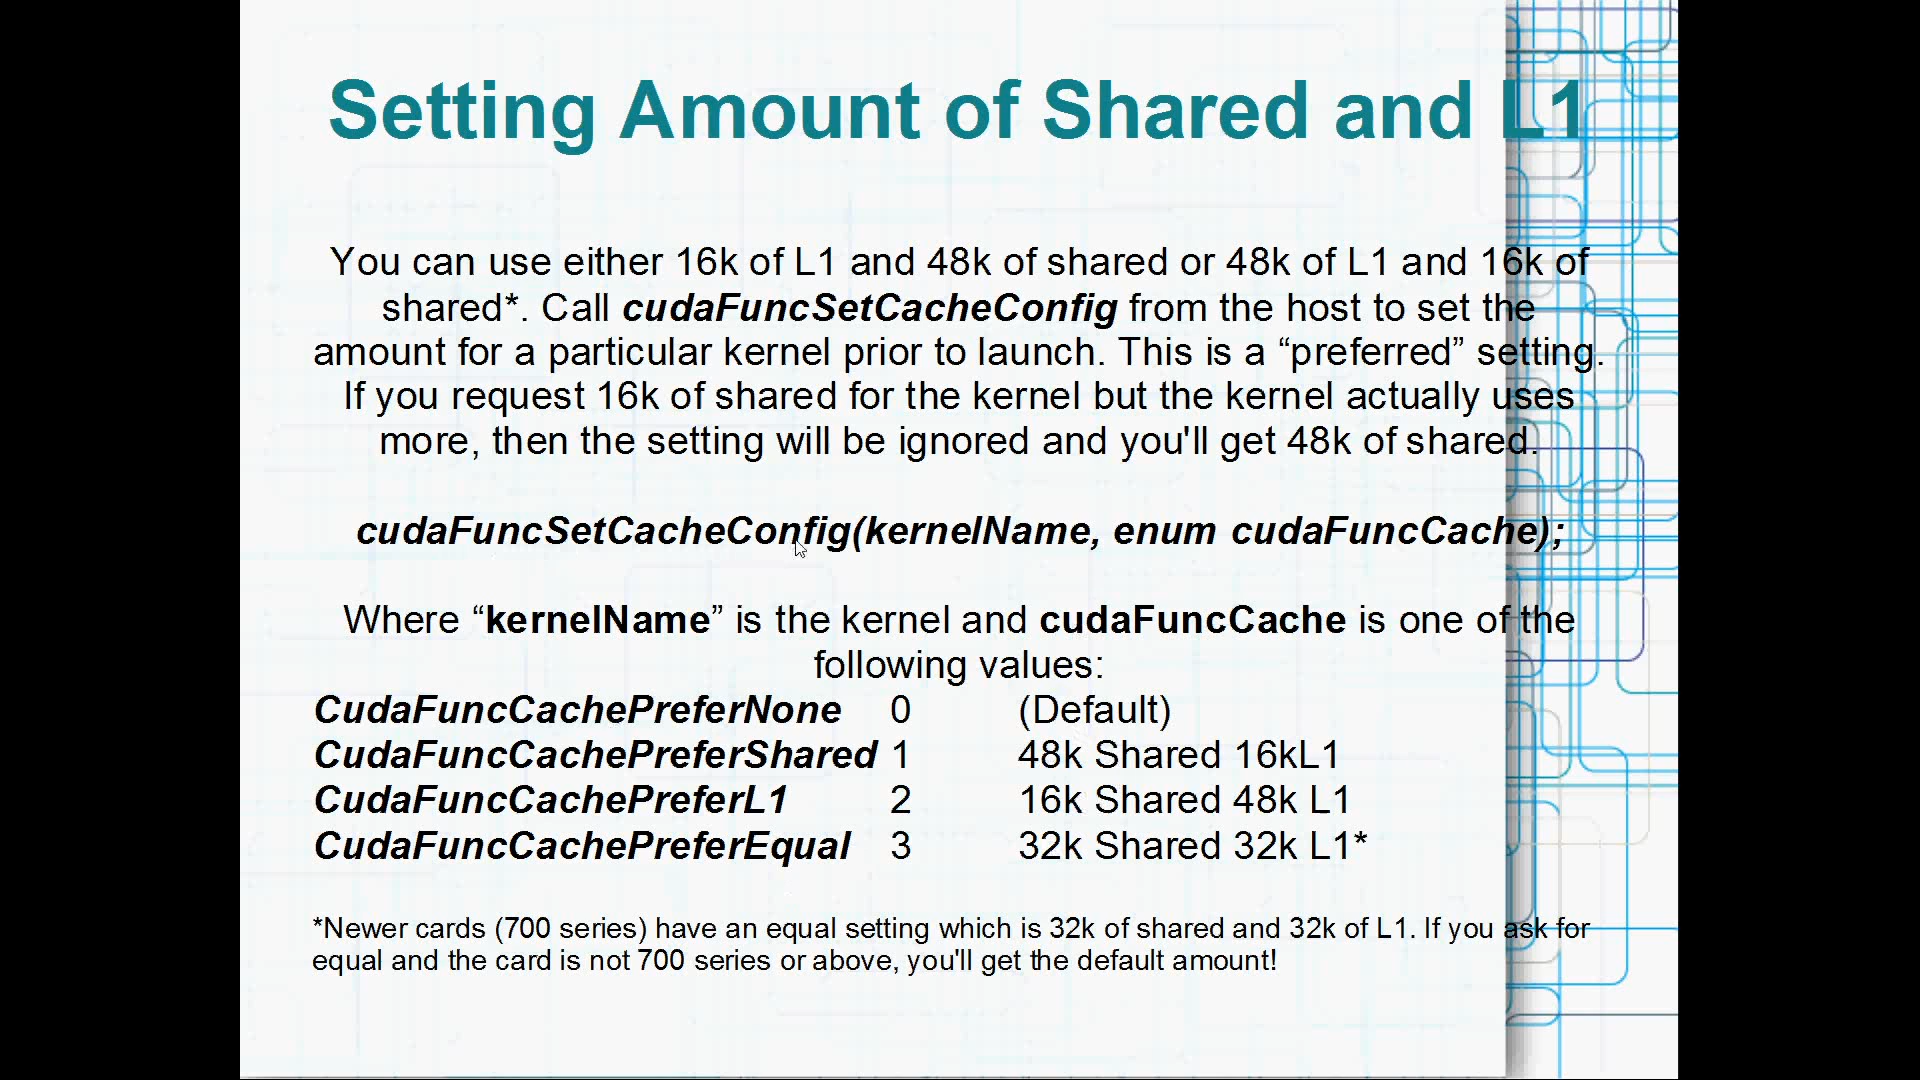 Setting Amount of Shared and L1
You can use either 16k of L1 and 48k of shared or 48k of L1 and 16k of
shared*. Call cudaFuncSetCacheConfig from the host to set the
amount for a particular kernel prior to launch. This is a “preferred” setting.
If you request 16k of shared for the kernel but the kernel actually uses
more, then the setting will be ignored and you'll get 48k of shared.
cudaFuncSetCacheConfig(kernelName, enum cudaFuncCache);
Where “kernelName” is the kernel and cudaFuncCache is one of the
following values:
CudaFuncCachePreferNone 0 (Default)
CudaFuncCachePreferShared 1 48k Shared 16kL1
CudaFuncCachePreferL1 2 16k Shared 48k L1
CudaFuncCachePreferEqual 3 32k Shared 32k L1*
*Newer cards (700 series) have an equal setting which is 32k of shared and 32k of L1. If you ask for
equal and the card is not 700 series or above, you'll get the default amount!